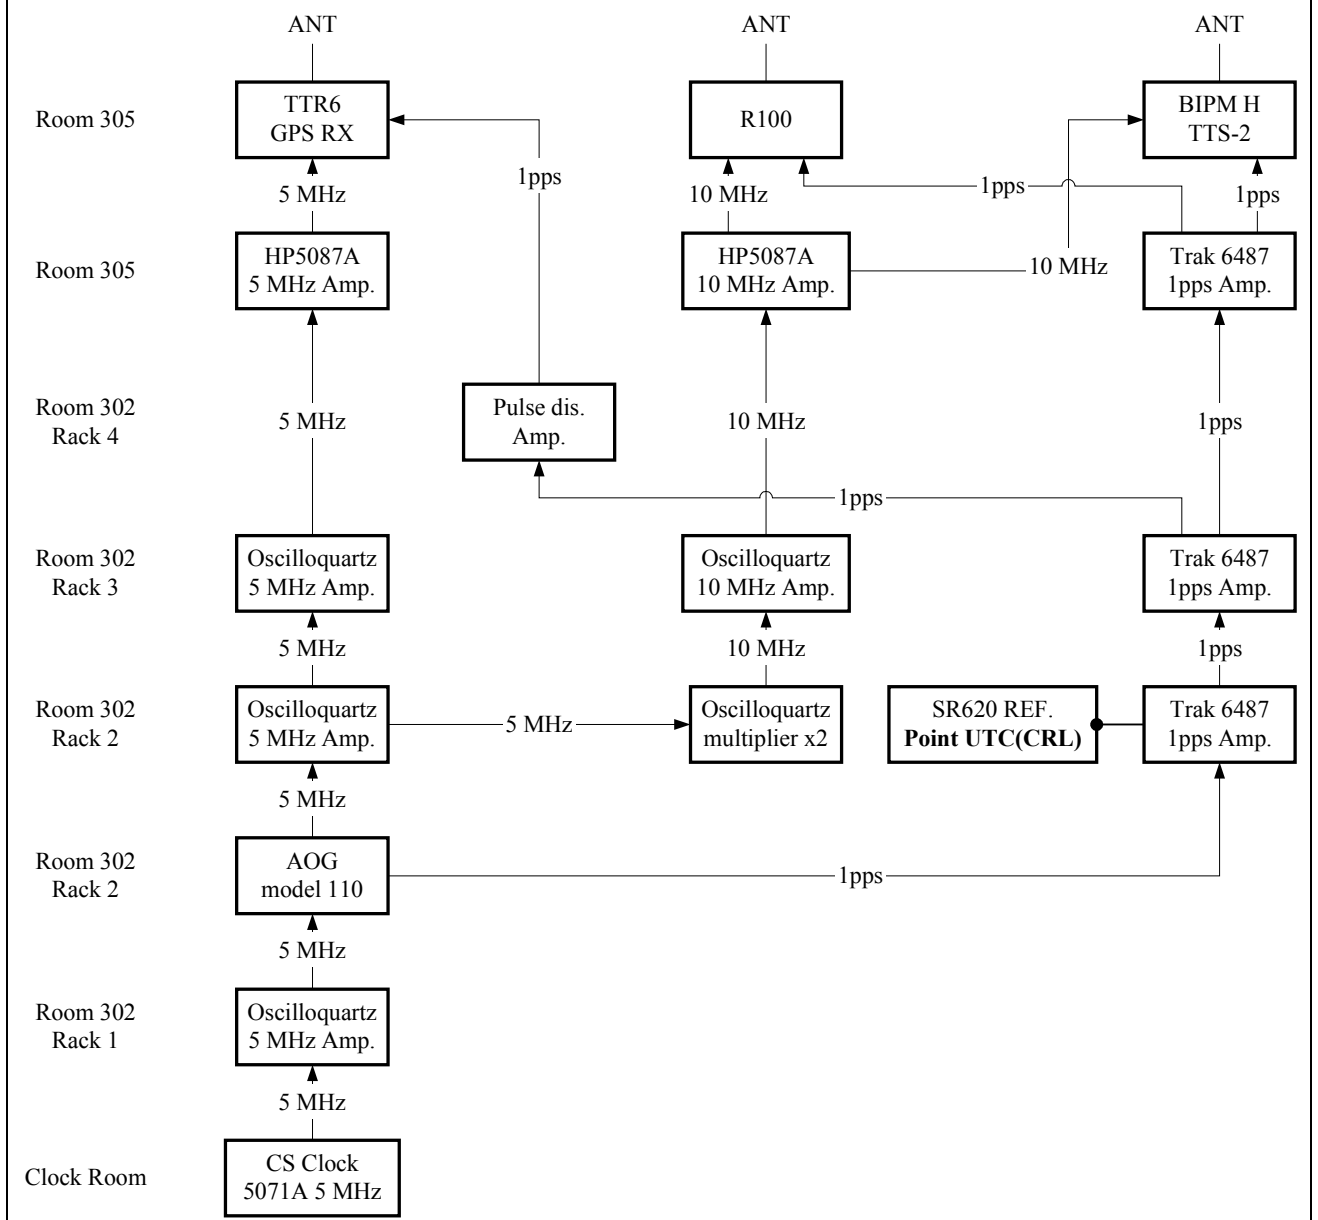 ANT
ANT
ANT
Room 305
TTR6
GPS RX
R100
BIPM H
TTS-2
1pps
5 MHz
10 MHz
1pps
1pps
Room 305
HP5087A
5 MHz Amp.
HP5087A
10 MHz Amp.
10 MHz
Trak 6487
1pps Amp.
Room 302
Rack 4
5 MHz
Pulse dis.
Amp.
10 MHz
1pps
1pps
Room 302
Rack 3
Oscilloquartz
5 MHz Amp.
Oscilloquartz
10 MHz Amp.
Trak 6487
1pps Amp.
5 MHz
10 MHz
1pps
Room 302
Rack 2
Oscilloquartz
5 MHz Amp.
5 MHz
Oscilloquartz
multiplier x2
SR620 REF.
Point UTC(CRL)
Trak 6487
1pps Amp.
5 MHz
Room 302
Rack 2
AOG
model 110
1pps
5 MHz
Room 302
Rack 1
Oscilloquartz
5 MHz Amp.
5 MHz
Clock Room
CS Clock
5071A 5 MHz